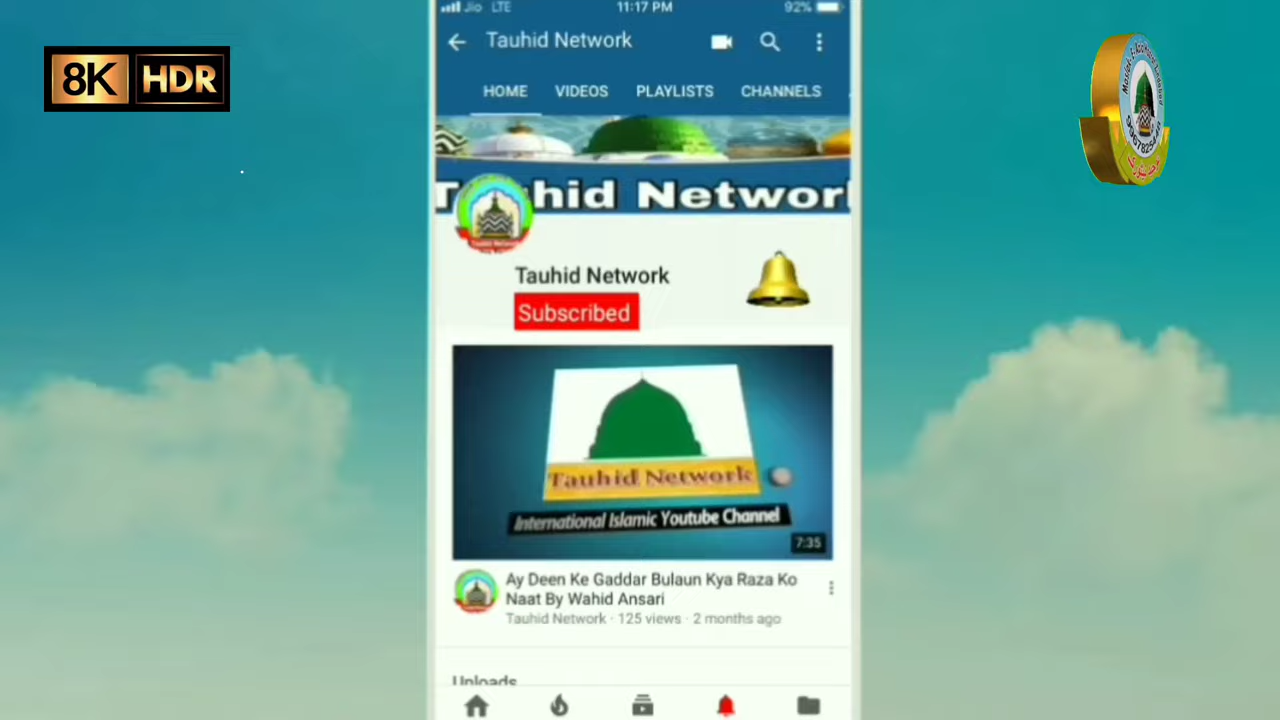 8K HDR
Jio LTE 11:17 PM 92%
Tauhid Network
HOME VIDEOS PLAYLISTS CHANNELS
Tauhid Network
Tauhid Network
Subscribed
Tauhid Network
International Islamic Youtube Channel
7:35
Ay Deen Ke Gaddar Bulaun Kya Raza Ko
Naat By Wahid Ansari
Tauhid Network · 125 views · 2 months ago
Uploads